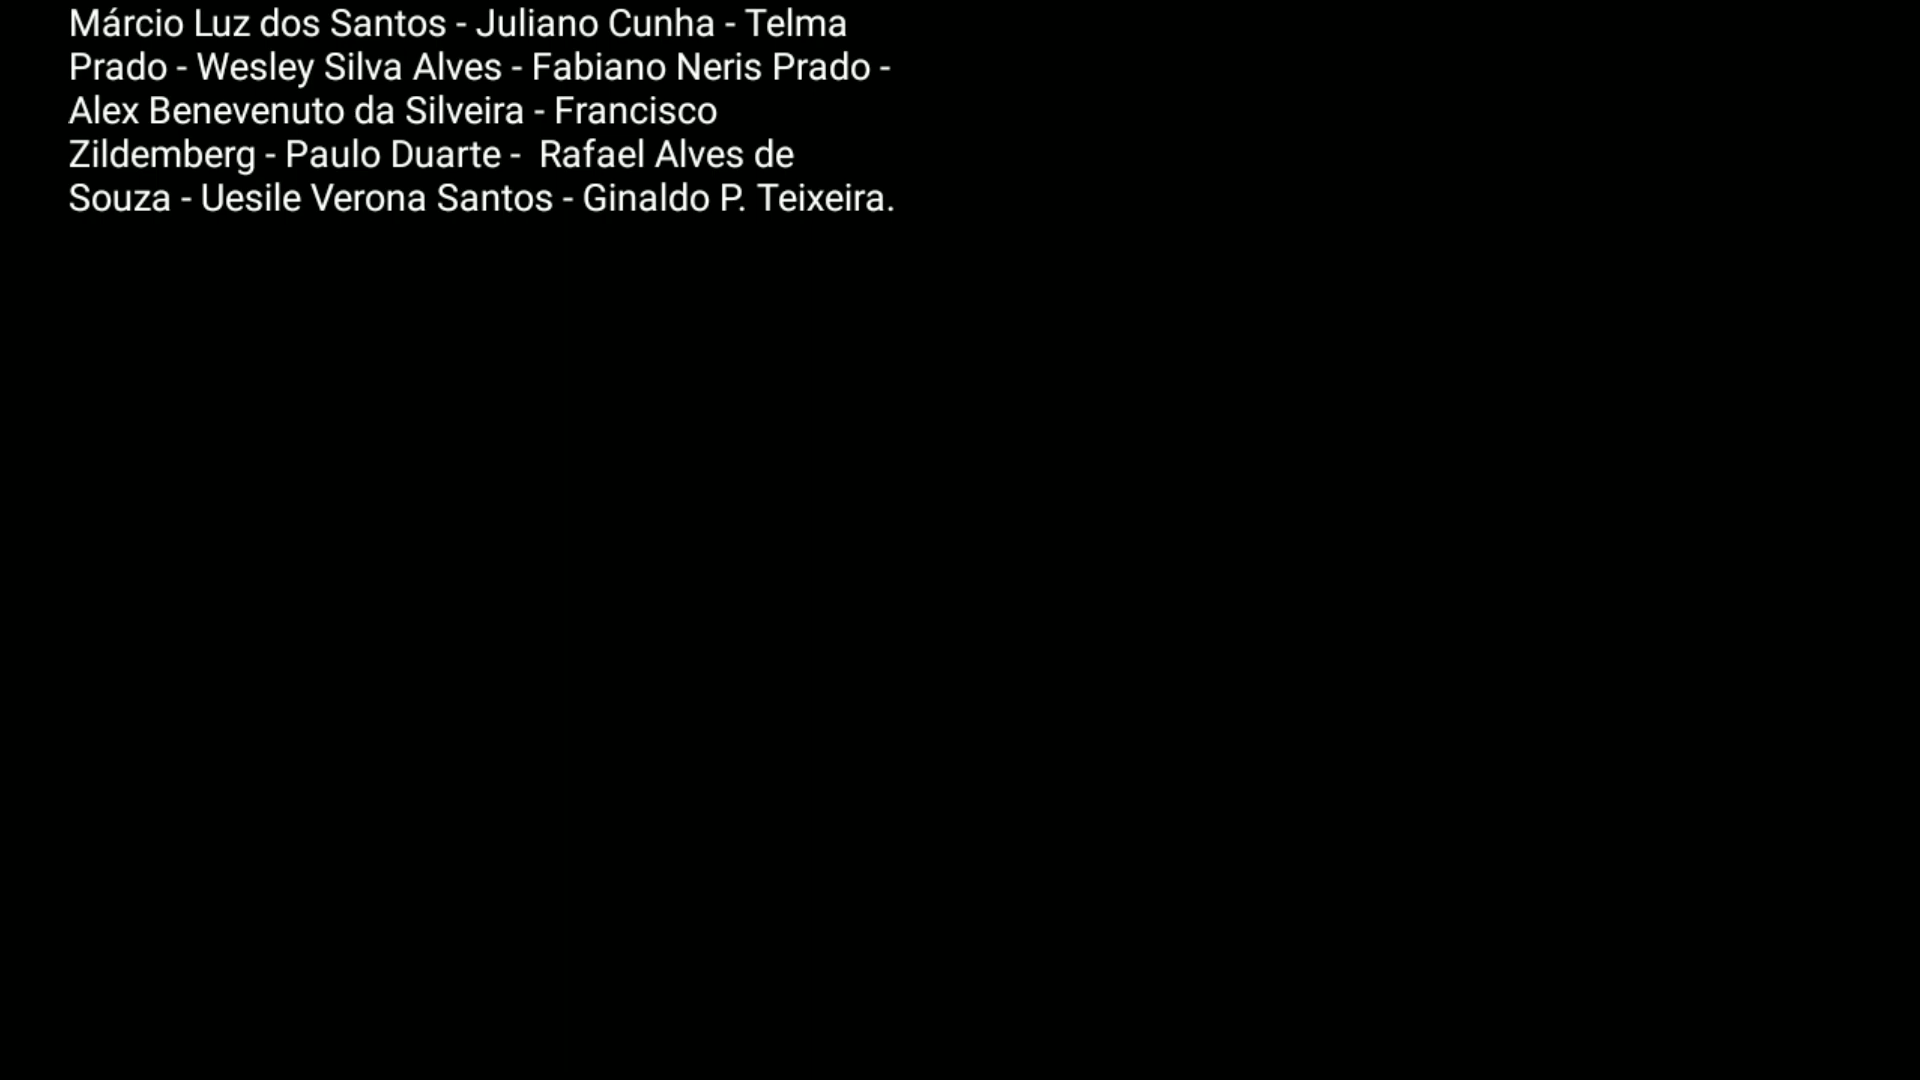 Márcio Luz dos Santos - Juliano Cunha - Telma
Prado - Wesley Silva Alves - Fabiano Neris Prado -
Alex Benevenuto da Silveira - Francisco
Zildemberg - Paulo Duarte -  Rafael Alves de
Souza - Uesile Verona Santos - Ginaldo P. Teixeira.